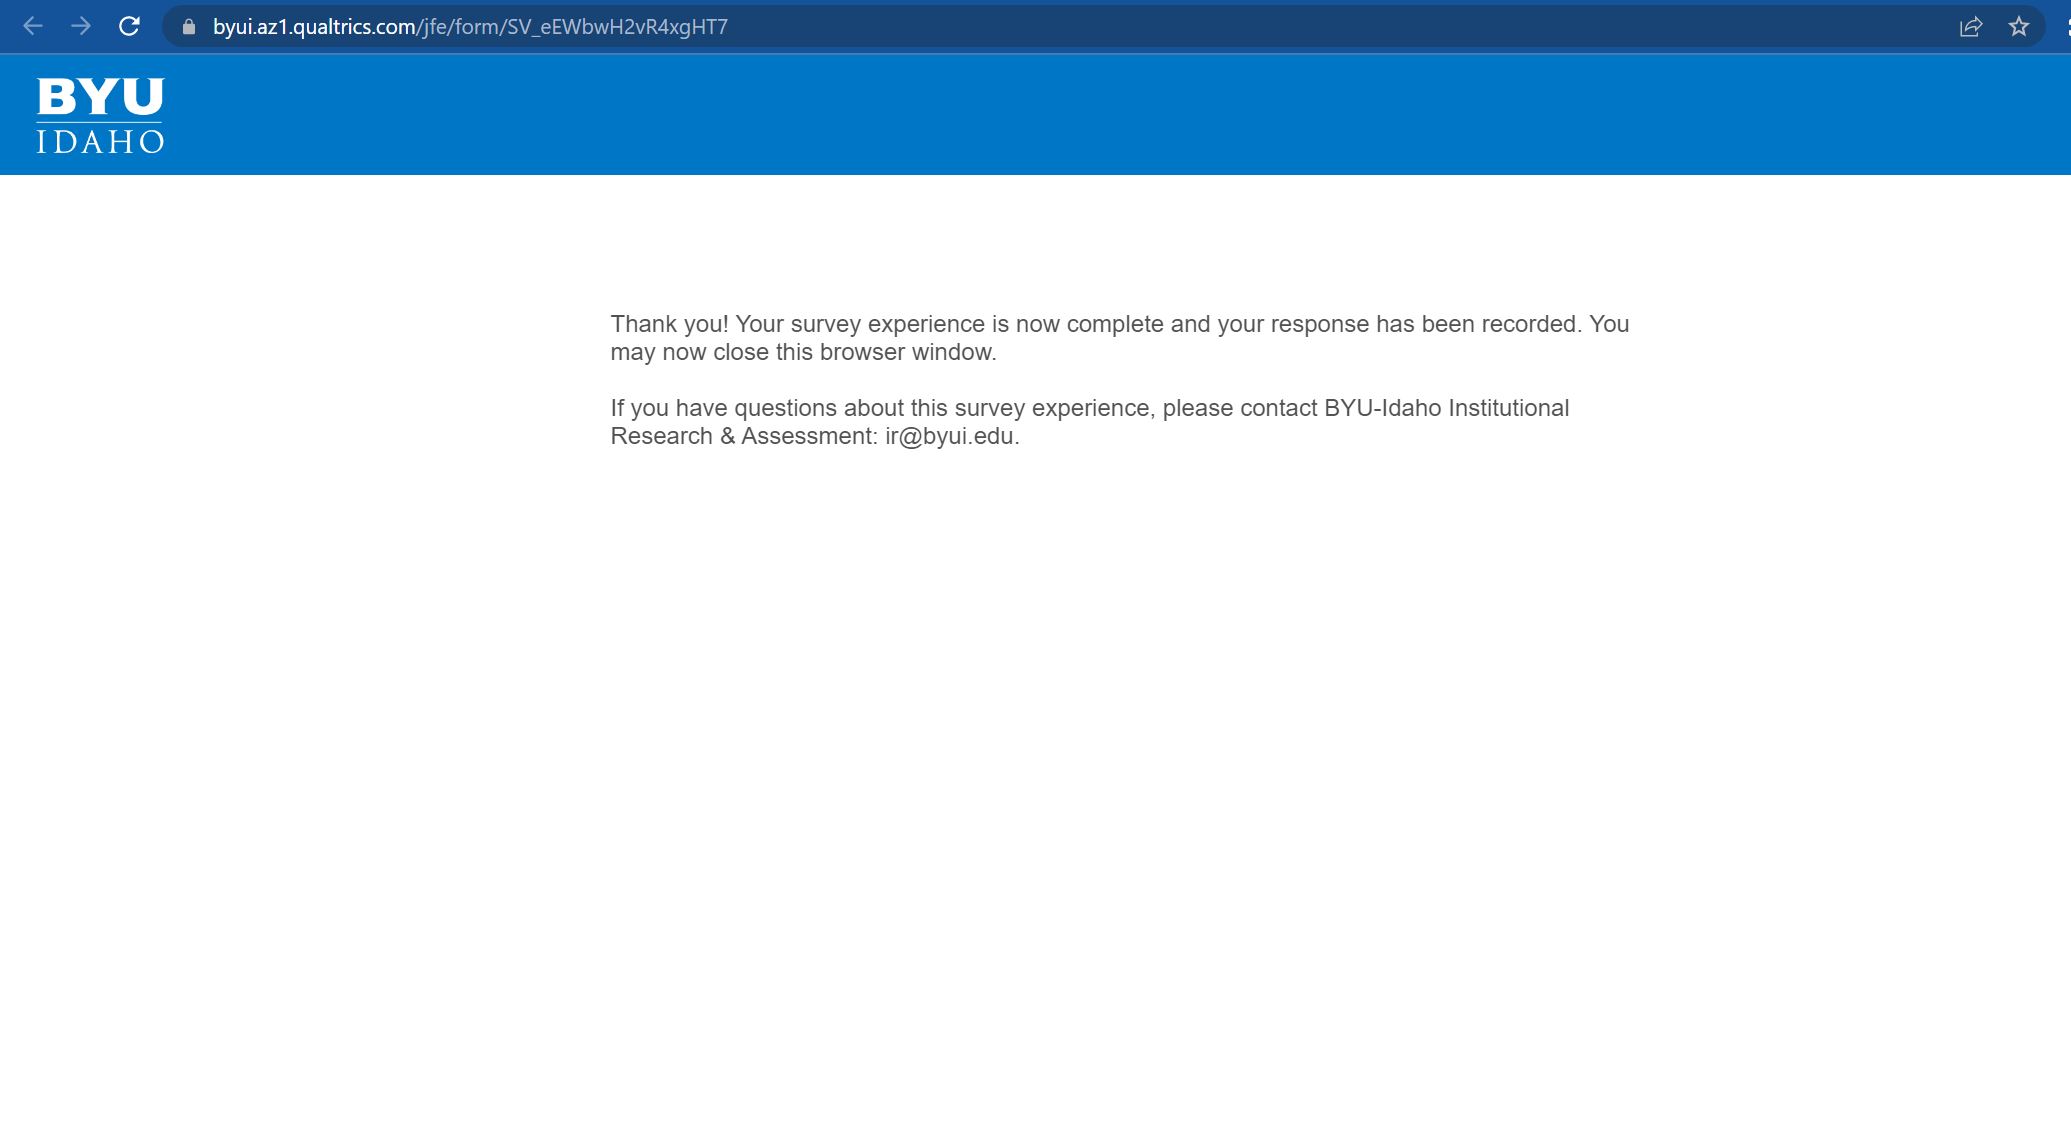 byui.az1.qualtrics.com/jfe/form/SV_eEWbwH2vR4xgHT7
BYU
IDAHO
Thank you! Your survey experience is now complete and your response has been recorded. You
may now close this browser window.
If you have questions about this survey experience, please contact BYU-Idaho Institutional
Research & Assessment: ir@byui.edu.